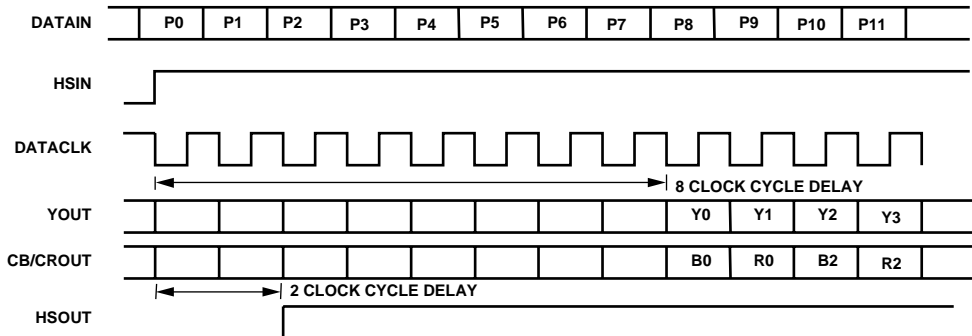 DATAIN P0 P1 P2 P3 P4 P5 P6 P7 P8 P9 P10 P11
HSIN
DATACLK
8 CLOCK CYCLE DELAY
YOUT Y0 Y1 Y2 Y3
CB/CROUT B0 R0 B2 R2
2 CLOCK CYCLE DELAY
HSOUT